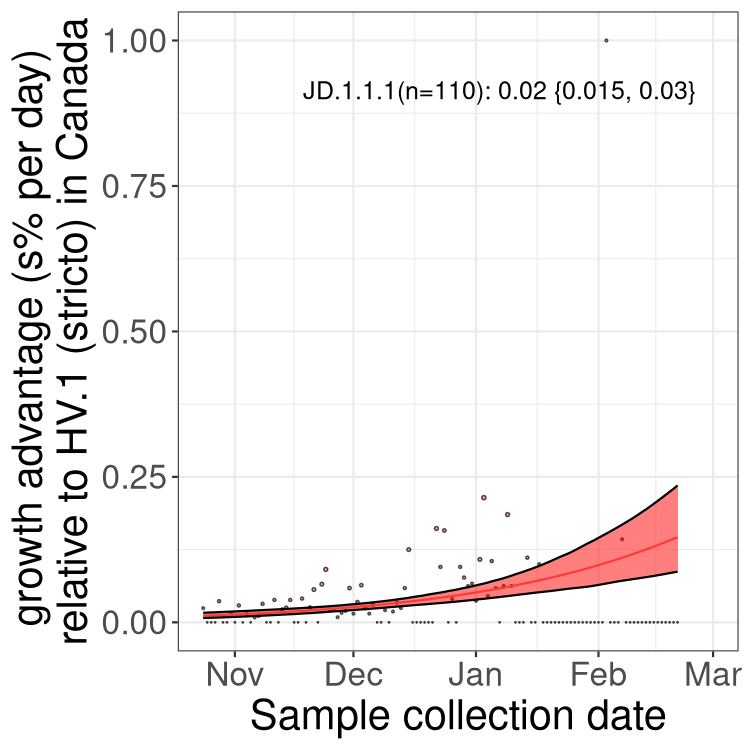 growth advantage (s% per day)
relative to HV.1 (stricto) in Canada
1.00
0.75
0.50
0.25
0.00
JD.1.1.1(n=110): 0.02 {0.015, 0.03}
Nov Dec Jan Feb Mar
Sample collection date